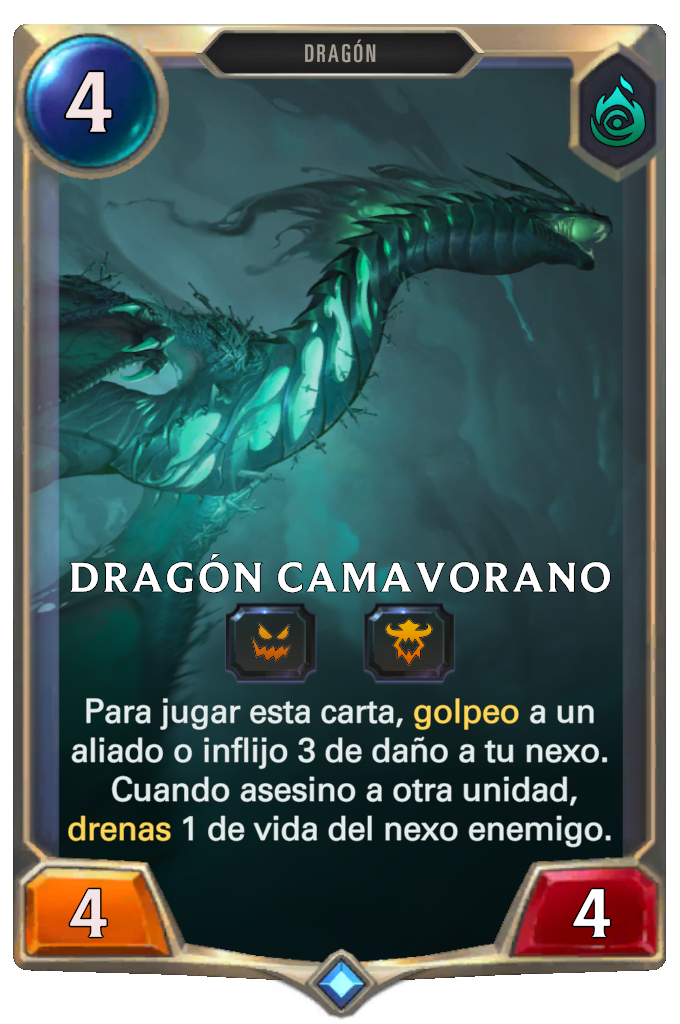 DRAGÓN
4
DRAGÓN CAMAVORANO
Para jugar esta carta, golpeo a un
aliado o inflijo 3 de daño a tu nexo.
Cuando asesino a otra unidad,
drenas 1 de vida del nexo enemigo.
4
4